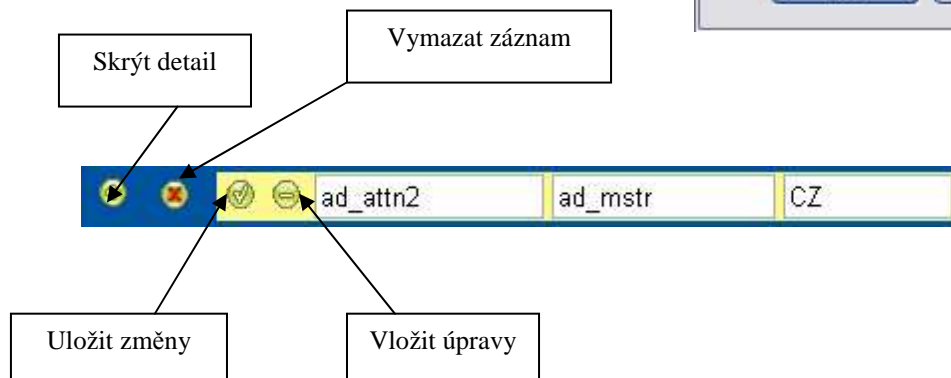 Vymazat záznam
Skrýt detail
ad_attn2 ad_mstr CZ
Uložit změny Vložit úpravy